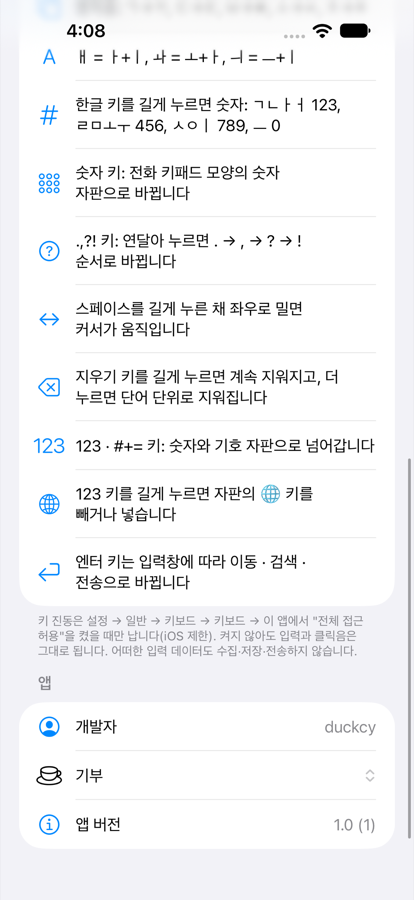 4:08
A
ㅐ = ㅏ+ㅣ, ㅘ = ㅗ+ㅏ, ㅢ = ㅡ+ㅣ
#
한글 키를 길게 누르면 숫자: ㄱㄴㅏㅓ 123,
ㄹㅁㅗㅜ 456, ㅅㅇㅣ 789, ㅡ 0
숫자 키: 전화 키패드 모양의 숫자
자판으로 바뀝니다
.,?! 키: 연달아 누르면 . → , → ? → !
순서로 바뀝니다
스페이스를 길게 누른 채 좌우로 밀면
커서가 움직입니다
지우기 키를 길게 누르면 계속 지워지고, 더
누르면 단어 단위로 지워집니다
123
123 · #+= 키: 숫자와 기호 자판으로 넘어갑니다
123 키를 길게 누르면 자판의 🌐 키를
빼거나 넣습니다
엔터 키는 입력창에 따라 이동 · 검색 ·
전송으로 바뀝니다
키 진동은 설정 → 일반 → 키보드 → 키보드 → 이 앱에서 "전체 접근
허용"을 켰을 때만 납니다(iOS 제한). 켜지 않아도 입력과 클릭음은
그대로 됩니다. 어떠한 입력 데이터도 수집·저장·전송하지 않습니다.
앱
개발자
duckcy
기부
앱 버전
1.0 (1)